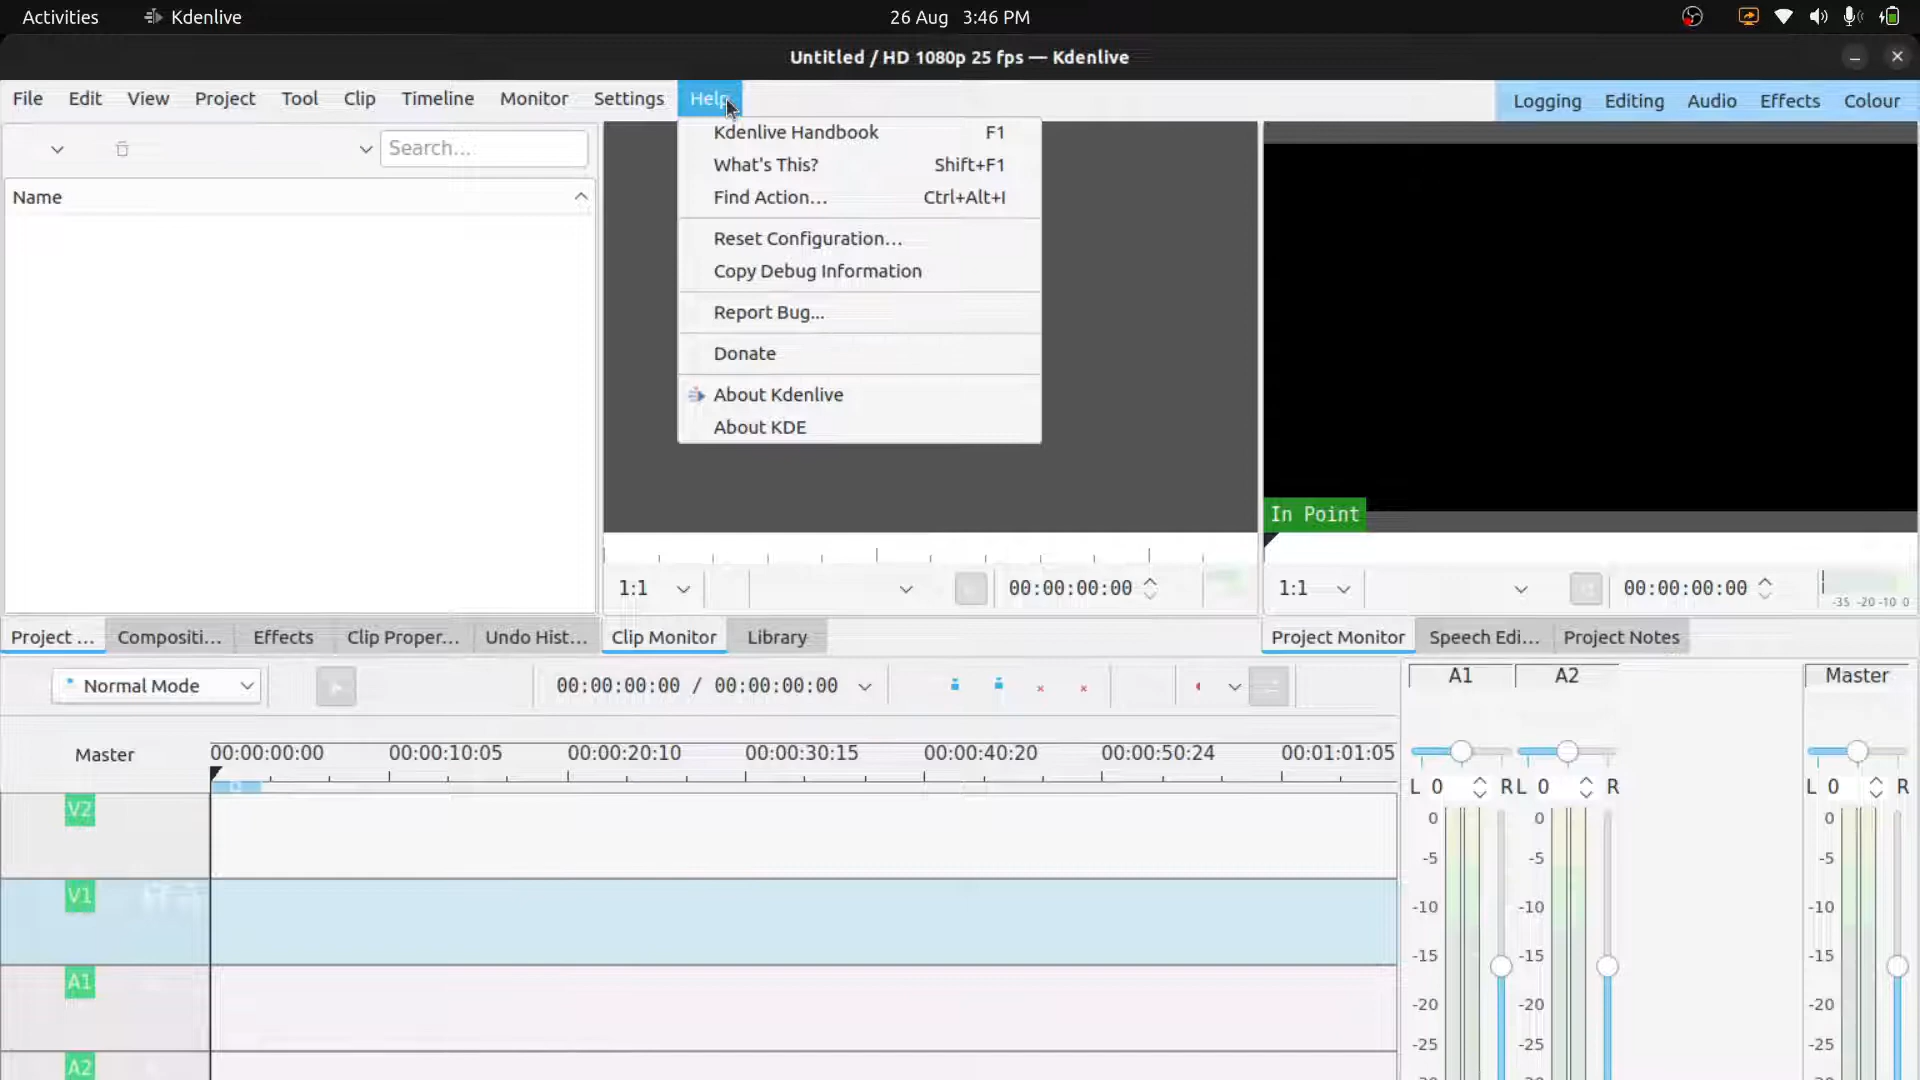 Activities Kdenlive 26 Aug 3:46 PM
Untitled / HD 1080p 25 fps — Kdenlive
File Edit View Project Tool Clip Timeline Monitor Settings Help Logging Editing Audio Effects Colour
Search...
Name
Kdenlive Handbook F1
What's This? Shift+F1
Find Action... Ctrl+Alt+I
Reset Configuration...
Copy Debug Information
Report Bug...
Donate
About Kdenlive
About KDE
In Point
1:1 00:00:00:00 1:1 00:00:00:00
-35 -20 -10 0
Project ... Compositi... Effects Clip Proper... Undo Hist... Clip Monitor Library Project Monitor Speech Edi... Project Notes
Normal Mode 00:00:00:00 / 00:00:00:00 A1 A2 Master
Master 00:00:00:00 00:00:10:05 00:00:20:10 00:00:30:15 00:00:40:20 00:00:50:24 00:01:01:05
L 0 R L 0 R L 0 R
V2 0 0 0
-5 -5 -5
V1 -10 -10 -10
-15 -15 -15
A1 -20 -20 -20
-25 -25 -25
A2